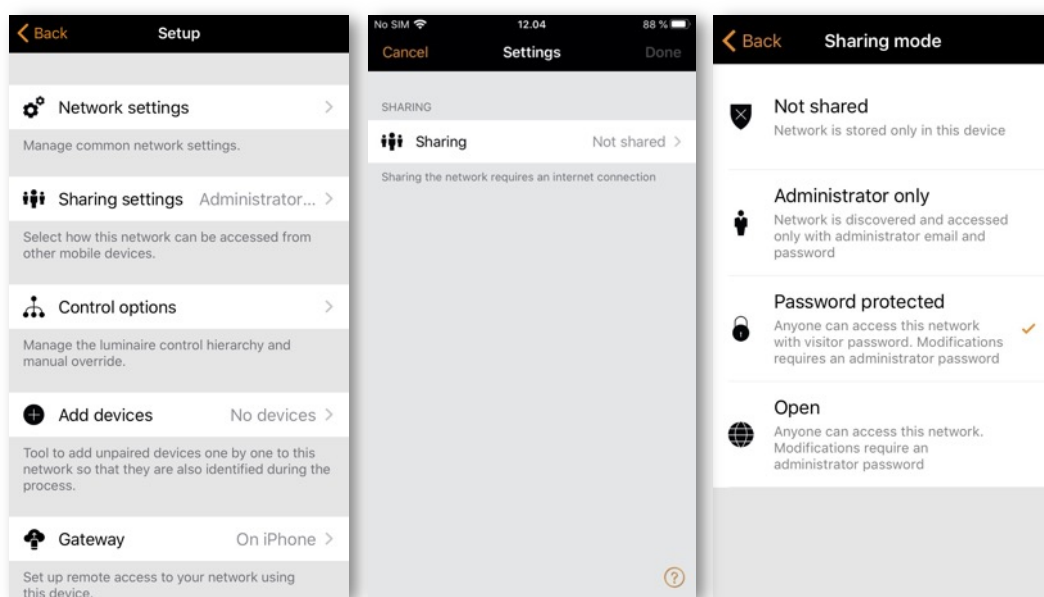 Back
Setup
Network settings
Manage common network settings.
Sharing settings Administrator...
Select how this network can be accessed from
other mobile devices.
Control options
Manage the luminaire control hierarchy and
manual override.
Add devices No devices
Tool to add unpaired devices one by one to this
network so that they are also identified during the
process.
Gateway On iPhone
Set up remote access to your network using
this device.
No SIM 12.04 88 %
Cancel Settings Done
SHARING
Sharing Not shared
Sharing the network requires an internet connection
?
Back Sharing mode
Not shared
Network is stored only in this device
Administrator only
Network is discovered and accessed
only with administrator email and
password
Password protected
Anyone can access this network
with visitor password. Modifications
requires an administrator password
Open
Anyone can access this network.
Modifications require an
administrator password